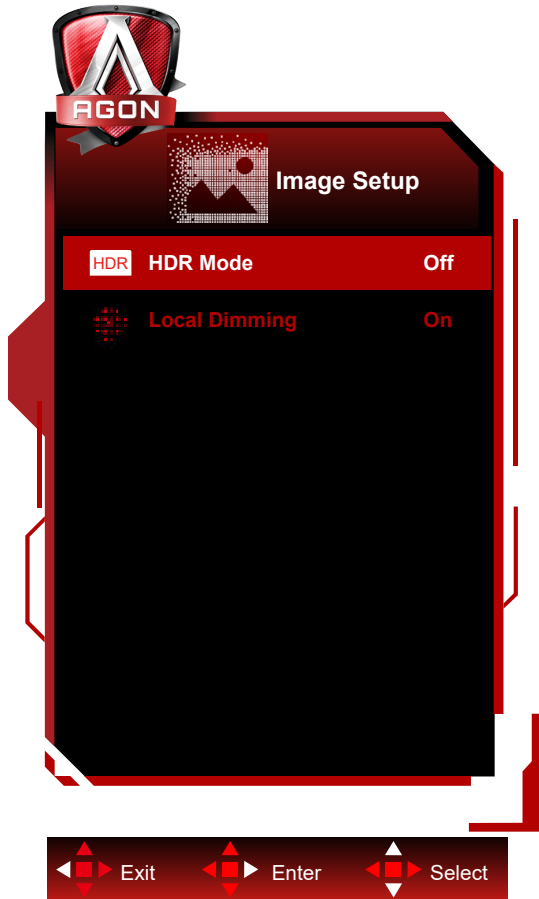 AGON
Image Setup
HDR HDR Mode Off
Local Dimming On
Exit Enter Select